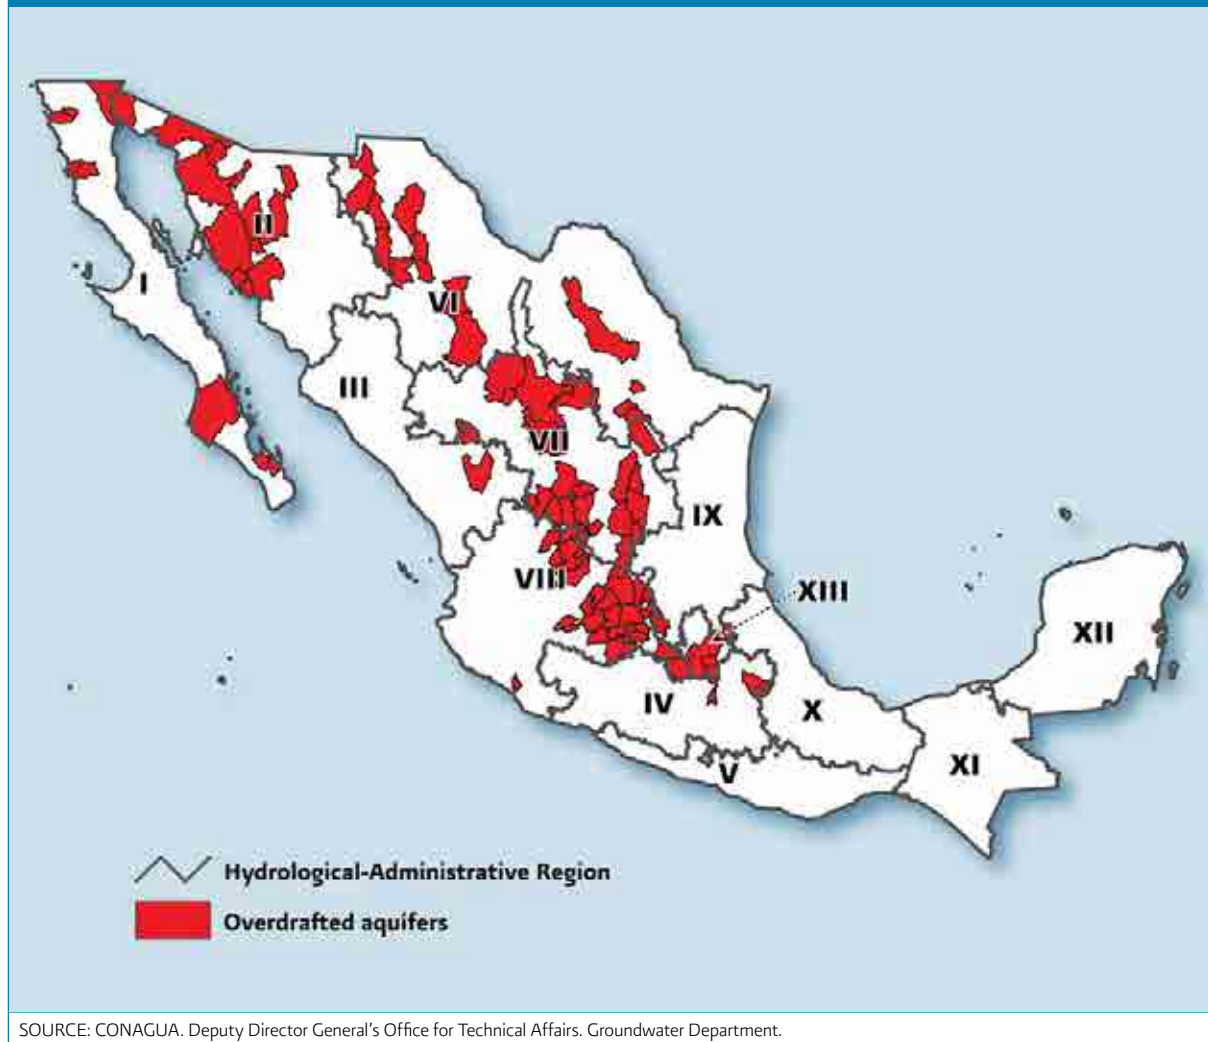 II
I
VI
III
VII
IX
VIII
XIII
XII
IV
X
XI
V
Hydrological-Administrative Region
Overdrafted aquifers
SOURCE: CONAGUA. Deputy Director General's Office for Technical Affairs. Groundwater Department.